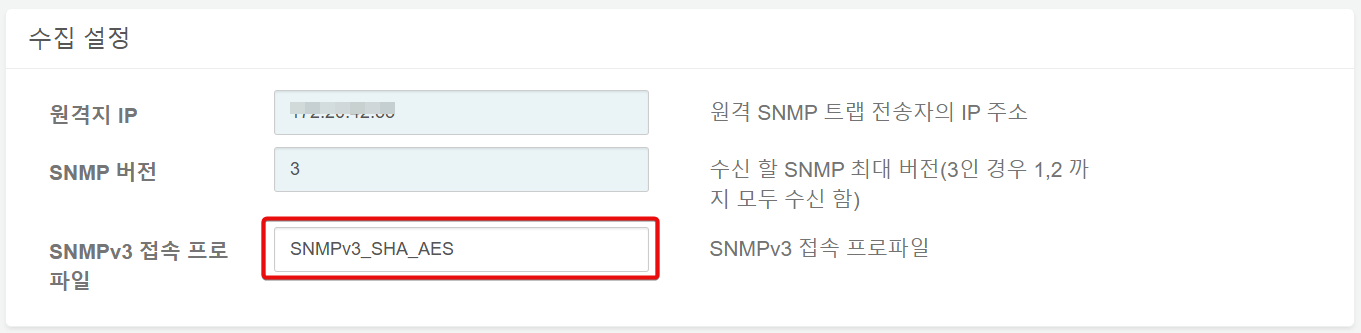 수집 설정
원격지 IP
원격 SNMP 트랩 전송자의 IP 주소
SNMP 버전
3
수신 할 SNMP 최대 버전(3인 경우 1,2 까
지 모두 수신 함)
SNMPv3 접속 프로
파일
SNMPv3_SHA_AES
SNMPv3 접속 프로파일